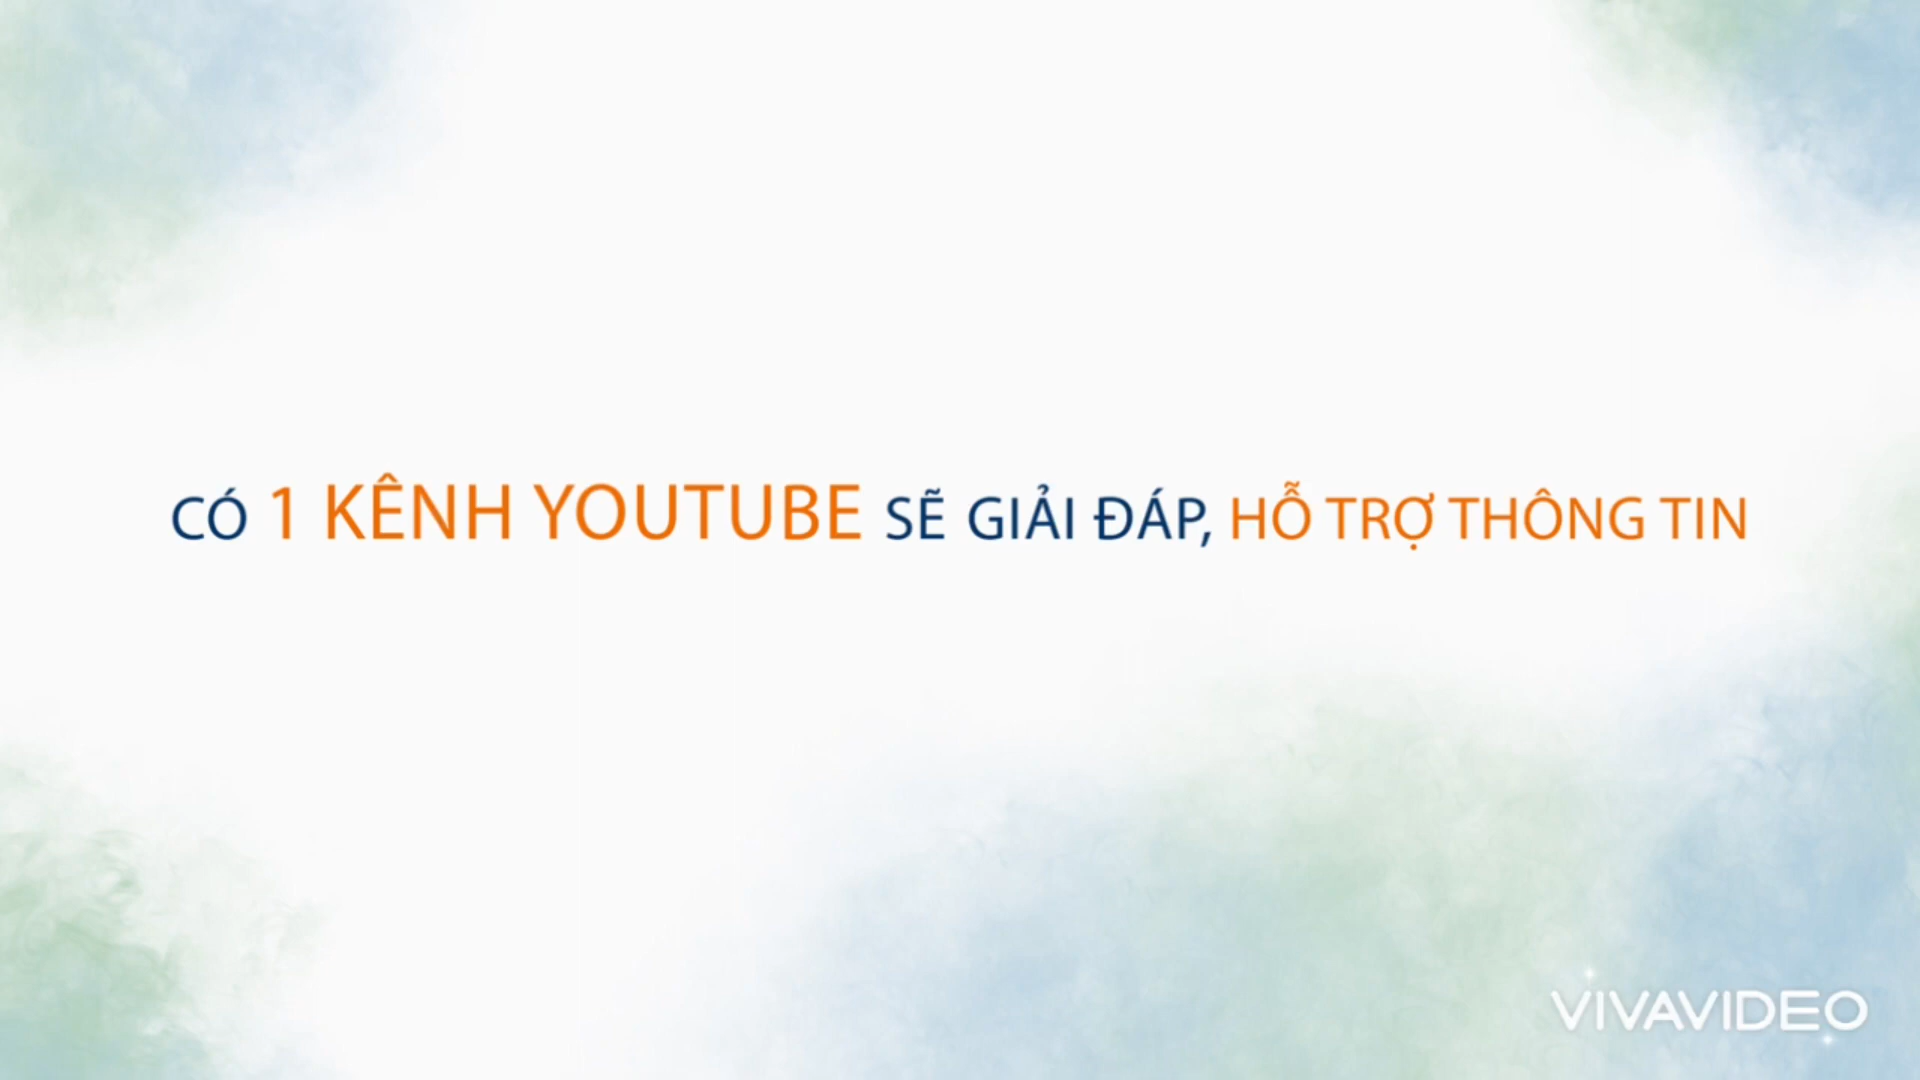 CÓ 1 KÊNH YOUTUBE SẼ GIẢI ĐÁP, HỖ TRỢ THÔNG TIN
VIVAVIDEO